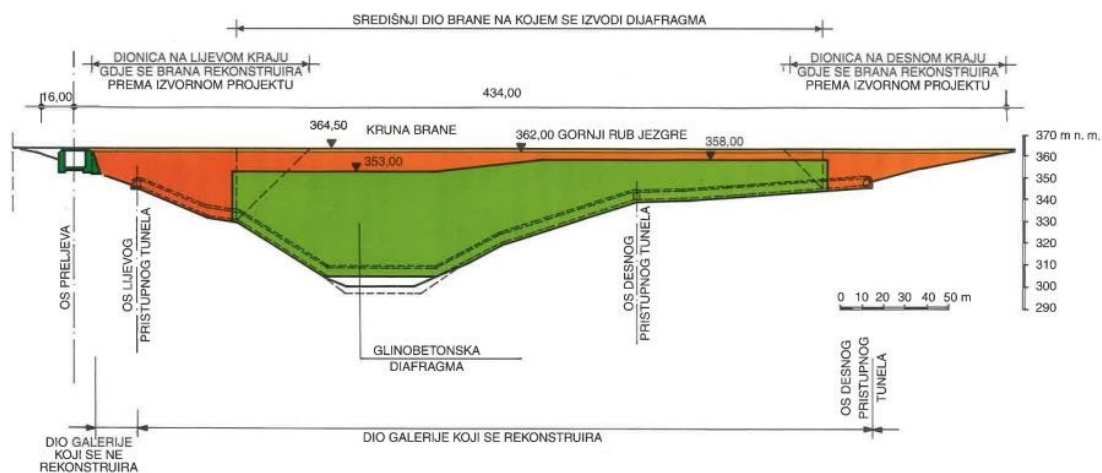 SREDIŠNJI DIO BRANE NA KOJEM SE IZVODI DIJAFRAGMA
DIONICA NA LIJEVOM KRAJU
GDJE SE BRANA REKONSTRUIRA
PREMA IZVORNOM PROJEKTU
DIONICA NA DESNOM KRAJU
GDJE SE BRANA REKONSTRUIRA
PREMA IZVORNOM PROJEKTU
16,00
434,00
364,50
KRUNA BRANE
362,00 GORNJI RUB JEZGRE
358,00
353,00
370 m n. m.
360
350
340
330
320
310
300
290
OS PRELJEVA
OS LIJEVOG
PRISTUPNOG TUNELA
OS DESNOG
PRISTUPNOG TUNELA
0 10 20 30 40 50 m
GLINOBETONSKA
DIAFRAGMA
OS DESNOG
PRISTUPNOG
TUNELA
DIO GALERIJE
KOJI SE NE
REKONSTRUIRA
DIO GALERIJE KOJI SE REKONSTRUIRA